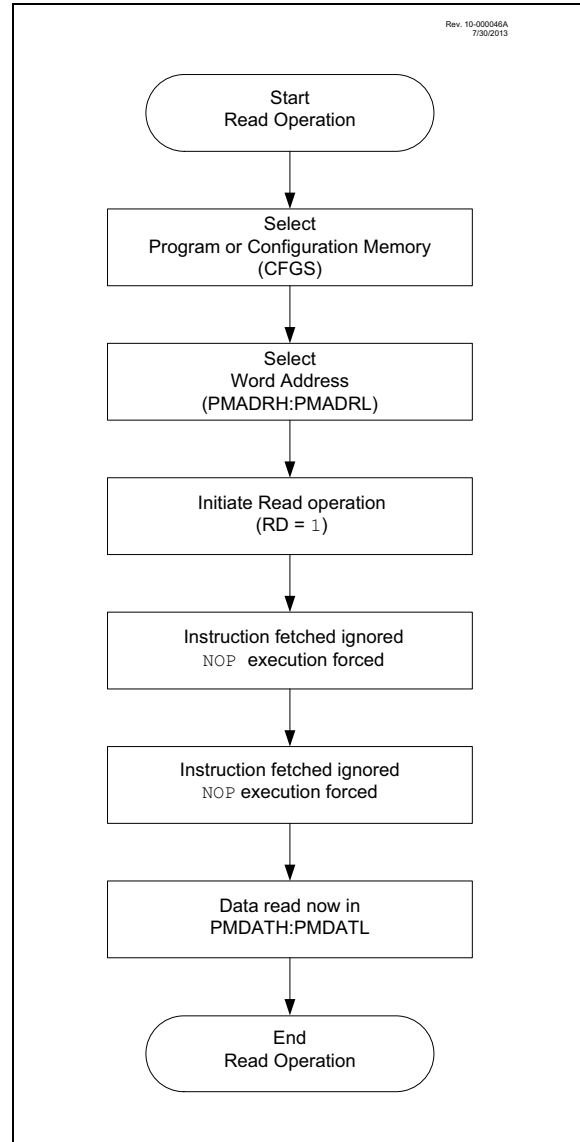 Rev. 10-000046A
7/30/2013
Start
Read Operation
Select
Program or Configuration Memory
(CFGS)
Select
Word Address
(PMADRH:PMADRL)
Initiate Read operation
(RD = 1)
Instruction fetched ignored
NOP execution forced
Instruction fetched ignored
NOP execution forced
Data read now in
PMDATH:PMDATL
End
Read Operation